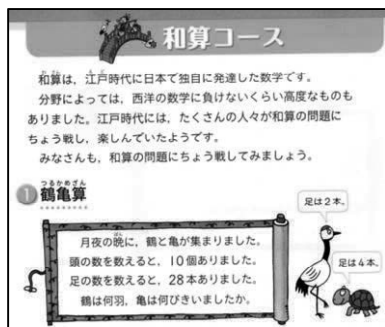 和算コース
和算は，江戸時代に日本で独目に発達した数学です。
分野によっては，西洋の数学に負けないくらい高度なものも
ありました。江戸時代には，たくさんの人々が和算の問題に
ちょう戦し，楽しんでいたようです。
みなさんも，和算の問題にちょう戦してみましょう。
1 鶴亀算
つるかめざん
月夜の晩に，鶴と亀が集まりました。
頭の数を数えると，10個ありました。
足の数を数えると，28本ありました。
鶴は何羽，亀は何びきいましたか。
足は2本。
足は4本。